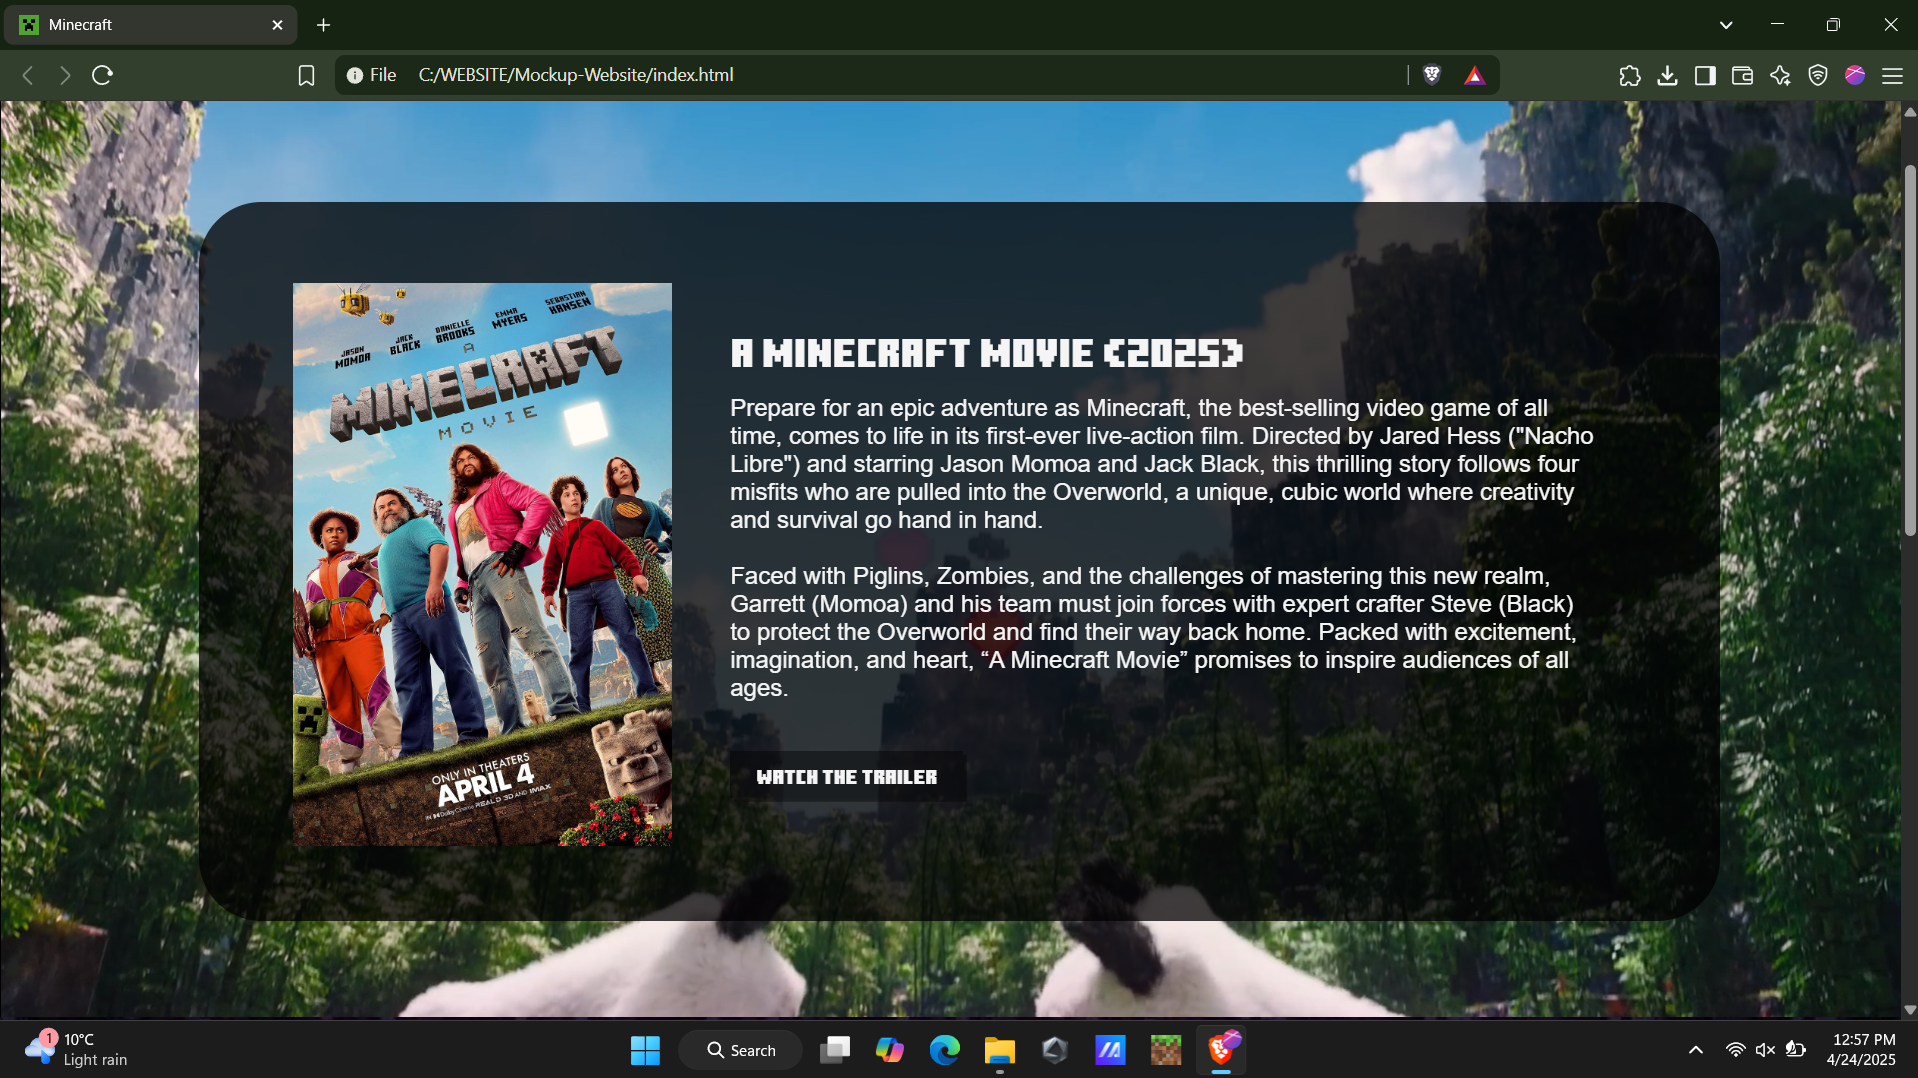 Minecraft
File C:/WEBSITE/Mockup-Website/index.html
JASON MOMOA
JACK BLACK
DANIELLE BROOKS
EMMA MYERS
SEBASTIAN HANSEN
A
MINECRAFT
MOVIE
ONLY IN THEATERS
APRIL 4
IN DolbyCinema REALD 3D AND IMAX
A MINECRAFT MOVIE (2025)
Prepare for an epic adventure as Minecraft, the best-selling video game of all
time, comes to life in its first-ever live-action film. Directed by Jared Hess ("Nacho
Libre") and starring Jason Momoa and Jack Black, this thrilling story follows four
misfits who are pulled into the Overworld, a unique, cubic world where creativity
and survival go hand in hand.
Faced with Piglins, Zombies, and the challenges of mastering this new realm,
Garrett (Momoa) and his team must join forces with expert crafter Steve (Black)
to protect the Overworld and find their way back home. Packed with excitement,
imagination, and heart, “A Minecraft Movie” promises to inspire audiences of all
ages.
WATCH THE TRAILER
1
10°C
Light rain
Search
12:57 PM
4/24/2025